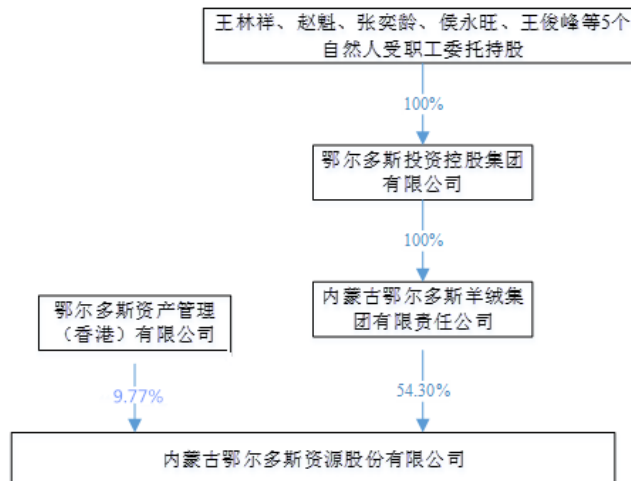 王林祥、赵魁、张奕龄、侯永旺、王俊峰等5个
自然人受职工委托持股
100%
鄂尔多斯投资控股集团
有限公司
100%
鄂尔多斯资产管理
（香港）有限公司
内蒙古鄂尔多斯羊绒集
团有限责任公司
9.77%
54.30%
内蒙古鄂尔多斯资源股份有限公司